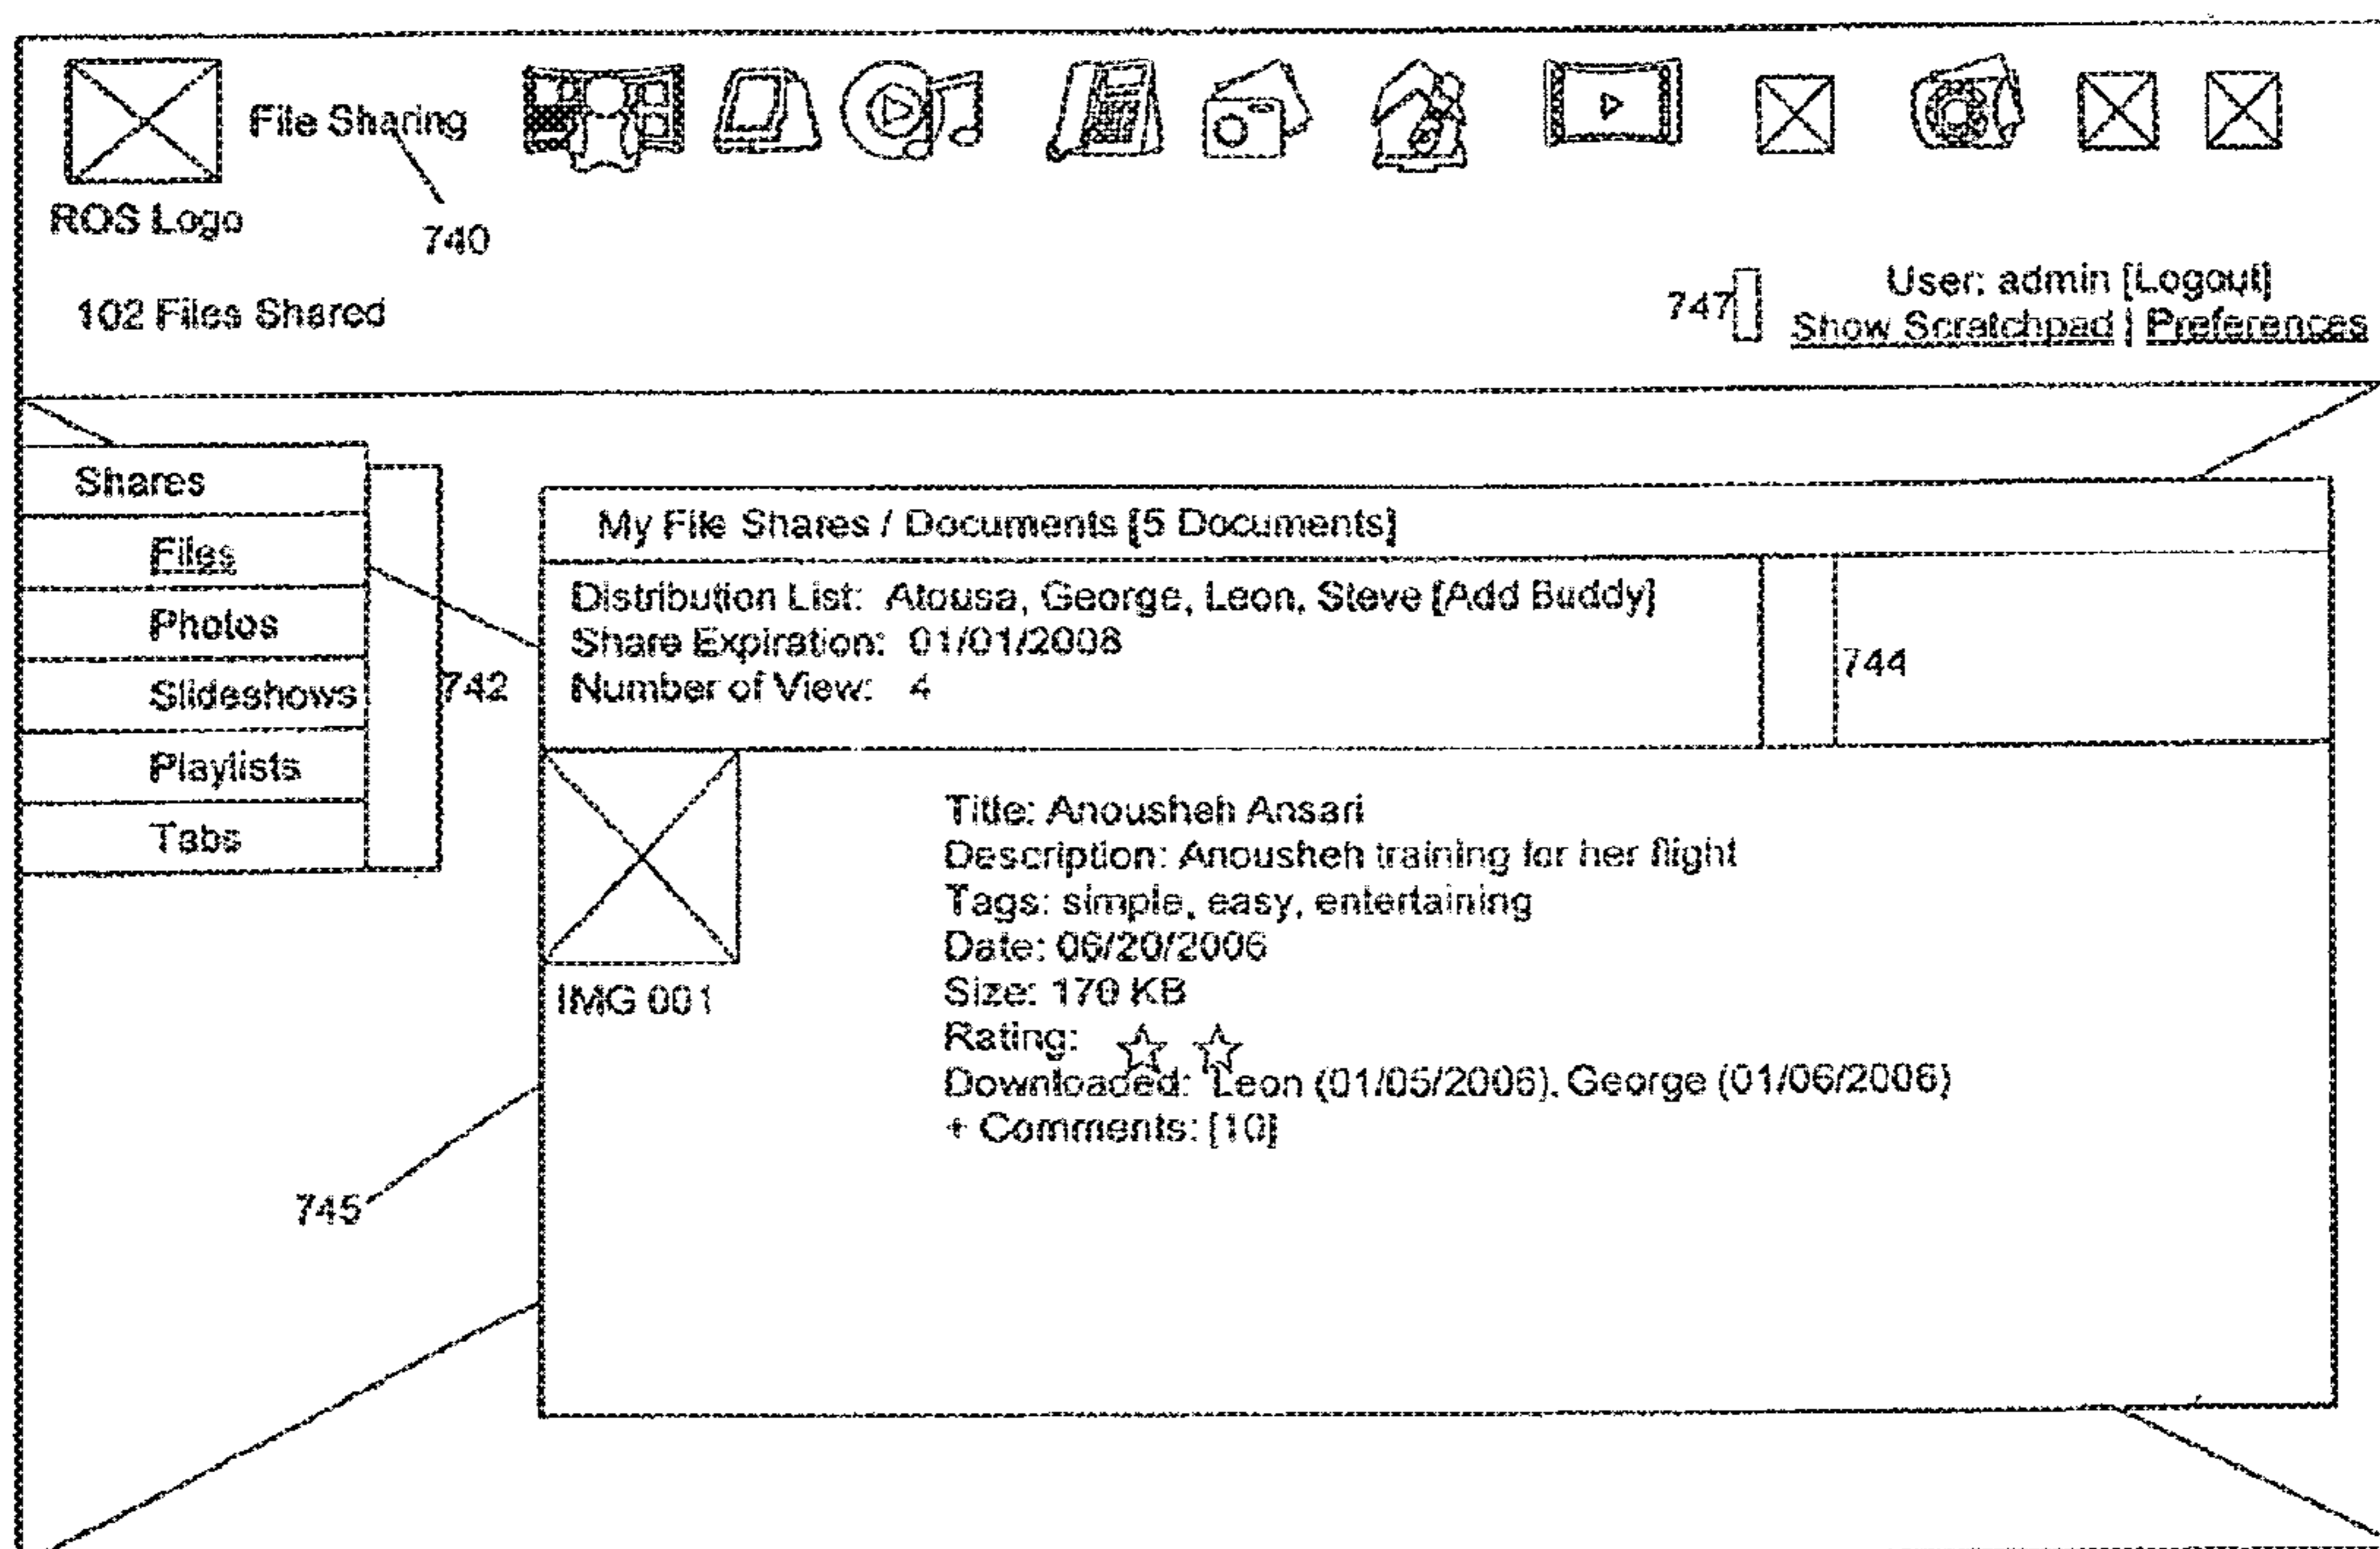 File Sharing
ROS Logo
740
102 Files Shared
747
User: admin [Logout]
Show Scratchpad | Preferences
Shares
Files
Photos
Slideshows
Playlists
Tabs
742
My File Shares / Documents [5 Documents]
Distribution List: Atousa, George, Leon, Steve [Add Buddy]
Share Expiration: 01/01/2008
Number of View: 4
744
IMG 001
Title: Anousheh Ansari
Description: Anousheh training for her flight
Tags: simple, easy, entertaining
Date: 06/20/2006
Size: 170 KB
Rating:
Downloaded: Leon (01/05/2006), George (01/06/2006)
+ Comments: [10]
745